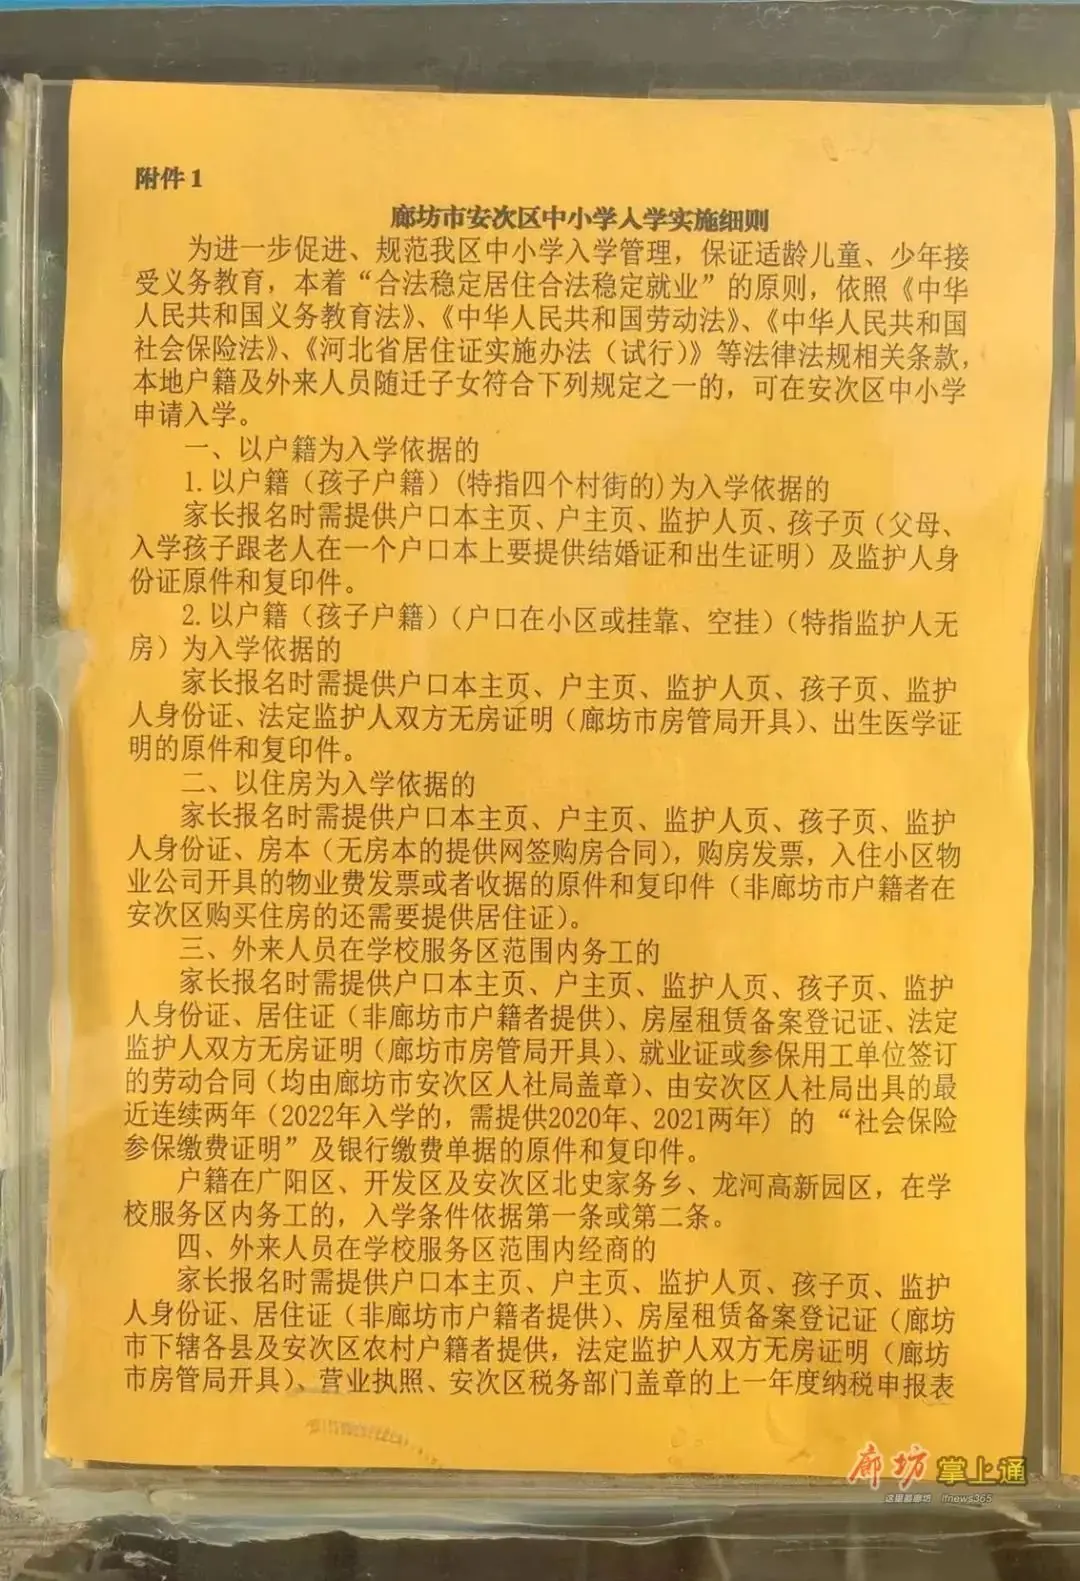 附件1
廊坊市安次区中小学入学实施细则
为进一步促进、规范我区中小学入学管理，保证适龄儿童、少年接
受义务教育，本着“合法稳定居住合法稳定就业”的原则，依照《中华
人民共和国义务教育法》、《中华人民共和国劳动法》、《中华人民共和国
社会保险法》、《河北省居住证实施办法（试行）》等法律法规相关条款，
本地户籍及外来人员随迁子女符合下列规定之一的，可在安次区中小学
申请入学。
一、以户籍为入学依据的
1.以户籍（孩子户籍）(特指四个村街的)为入学依据的
家长报名时需提供户口本主页、户主页、监护人页、孩子页（父母、
入学孩子跟老人在一个户口本上要提供结婚证和出生证明）及监护人身
份证原件和复印件。
2.以户籍（孩子户籍）（户口在小区或挂靠、空挂）（特指监护人无
房）为入学依据的
家长报名时需提供户口本主页、户主页、监护人页、孩子页、监护
人身份证、法定监护人双方无房证明（廊坊市房管局开具）、出生医学证
明的原件和复印件。
二、以住房为入学依据的
家长报名时需提供户口本主页、户主页、监护人页、孩子页、监护
人身份证、房本（无房本的提供网签购房合同），购房发票，入住小区物
业公司开具的物业费发票或者收据的原件和复印件（非廊坊市户籍者在
安次区购买住房的还需要提供居住证）。
三、外来人员在学校服务区范围内务工的
家长报名时需提供户口本主页、户主页、监护人页、孩子页、监护
人身份证、居住证（非廊坊市户籍者提供）、房屋租赁备案登记证、法定
监护人双方无房证明（廊坊市房管局开具）、就业证或参保用工单位签订
的劳动合同（均由廊坊市安次区人社局盖章）、由安次区人社局出具的最
近连续两年（2022年入学的，需提供2020年、2021两年）的“社会保险
参保缴费证明”及银行缴费单据的原件和复印件。
户籍在广阳区、开发区及安次区北史家务乡、龙河高新园区，在学
校服务区内务工的，入学条件依据第一条或第二条。
四、外来人员在学校服务区范围内经商的
家长报名时需提供户口本主页、户主页、监护人页、孩子页、监护
人身份证、居住证（非廊坊市户籍者提供）、房屋租赁备案登记证（廊坊
市下辖各县及安次区农村户籍者提供，法定监护人双方无房证明（廊坊
市房管局开具）、营业执照、安次区税务部门盖章的上一年度纳税申报表
廊坊掌上通
这里是廊坊 lfnews365